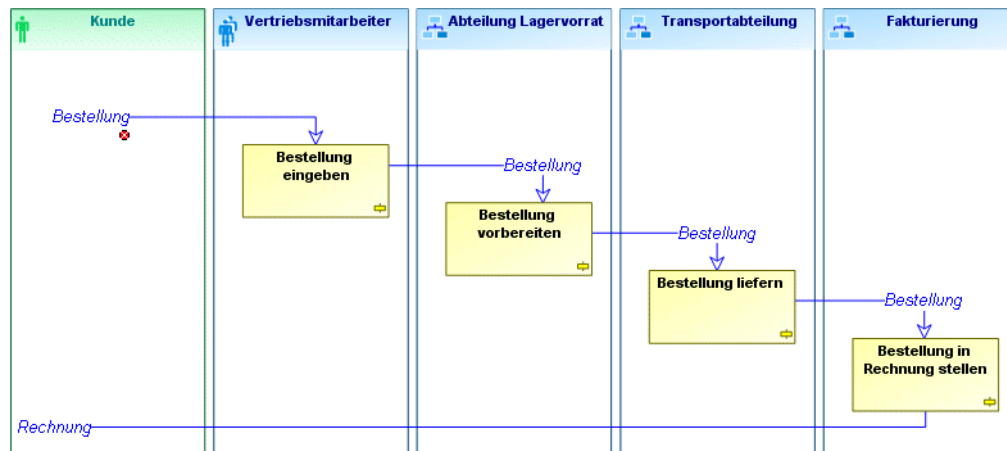 Kunde
Vertriebsmitarbeiter
Abteilung Lagervorrat
Transportabteilung
Fakturierung
Bestellung
Bestellung
eingeben
Bestellung
Bestellung
vorbereiten
Bestellung
Bestellung liefern
Bestellung
Bestellung in
Rechnung stellen
Rechnung